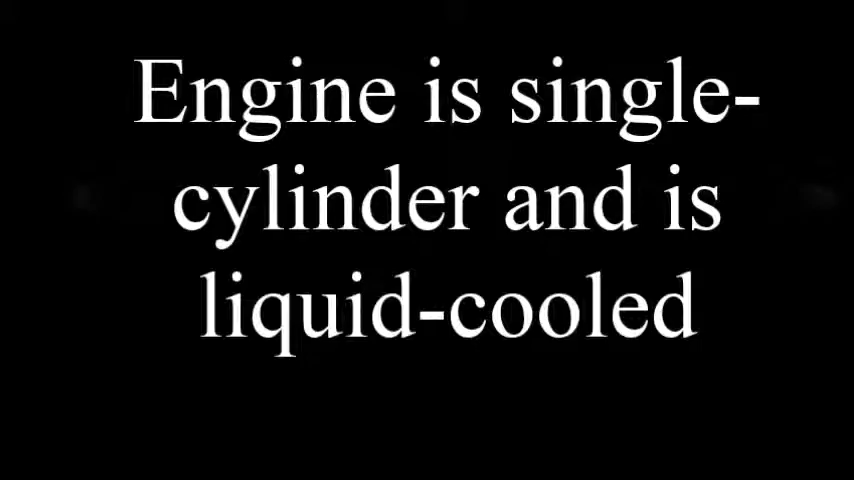 Engine is single-
cylinder and is
liquid-cooled